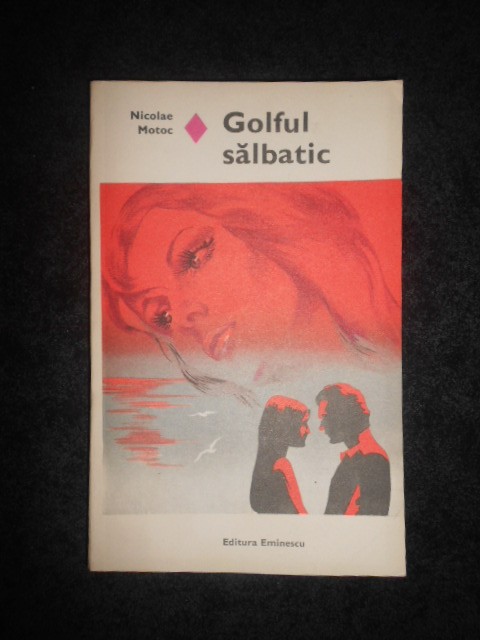 Nicolae
Motoc
Golful
sălbatic
Editura Eminescu